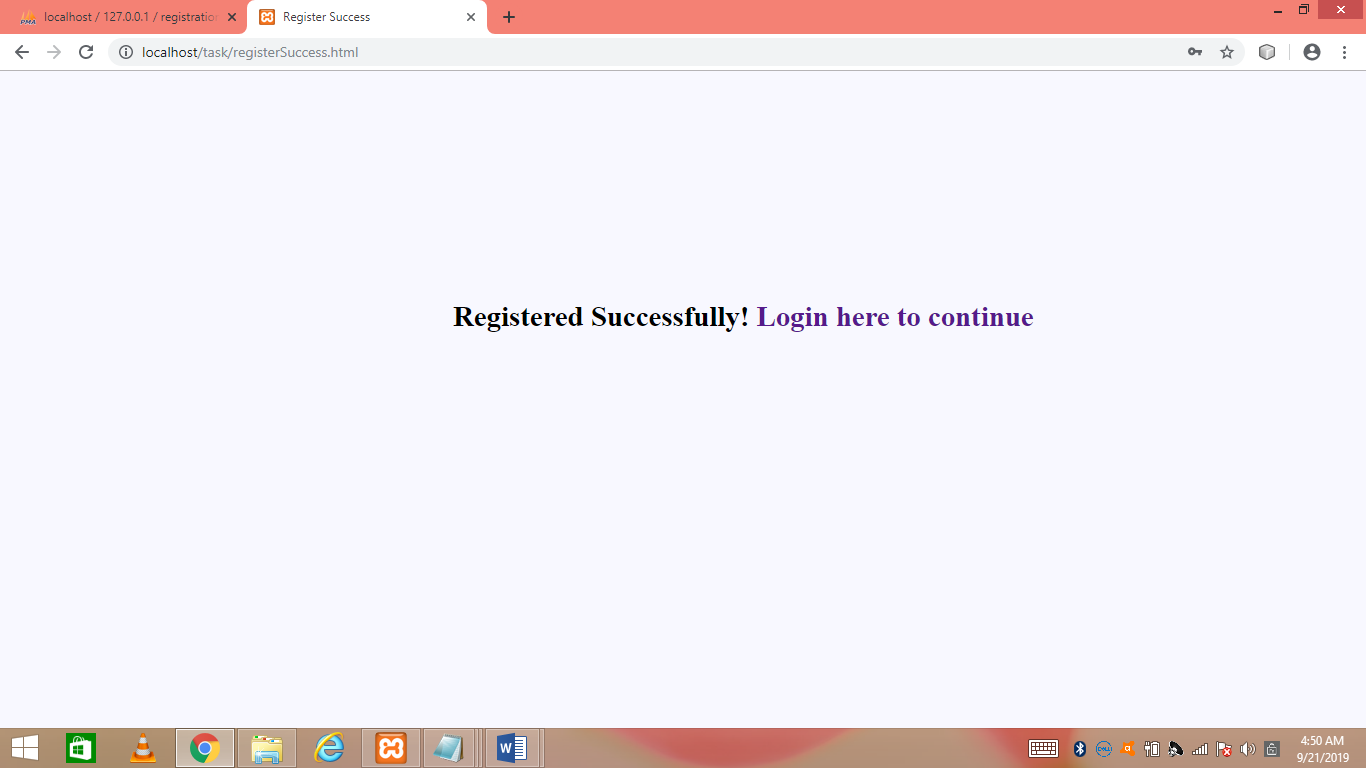 localhost / 127.0.0.1 / registration
Register Success
localhost/task/registerSuccess.html
Registered Successfully! Login here to continue
4:50 AM
9/21/2019